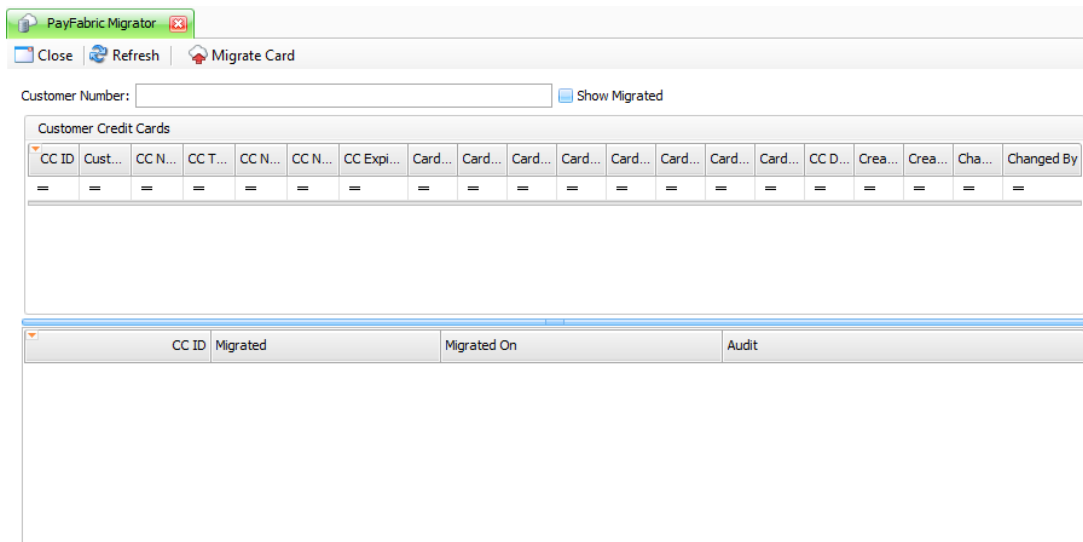 PayFabric Migrator
Close Refresh Migrate Card
Customer Number: Show Migrated
Customer Credit Cards
CC ID Cust... CC N... CC T... CC N... CC N... CC Expi... Card... Card... Card... Card... Card... Card... Card... Card... CC D... Crea... Crea... Cha... Changed By
= = = = = = = = = = = = = = = = = = = =
CC ID Migrated Migrated On Audit